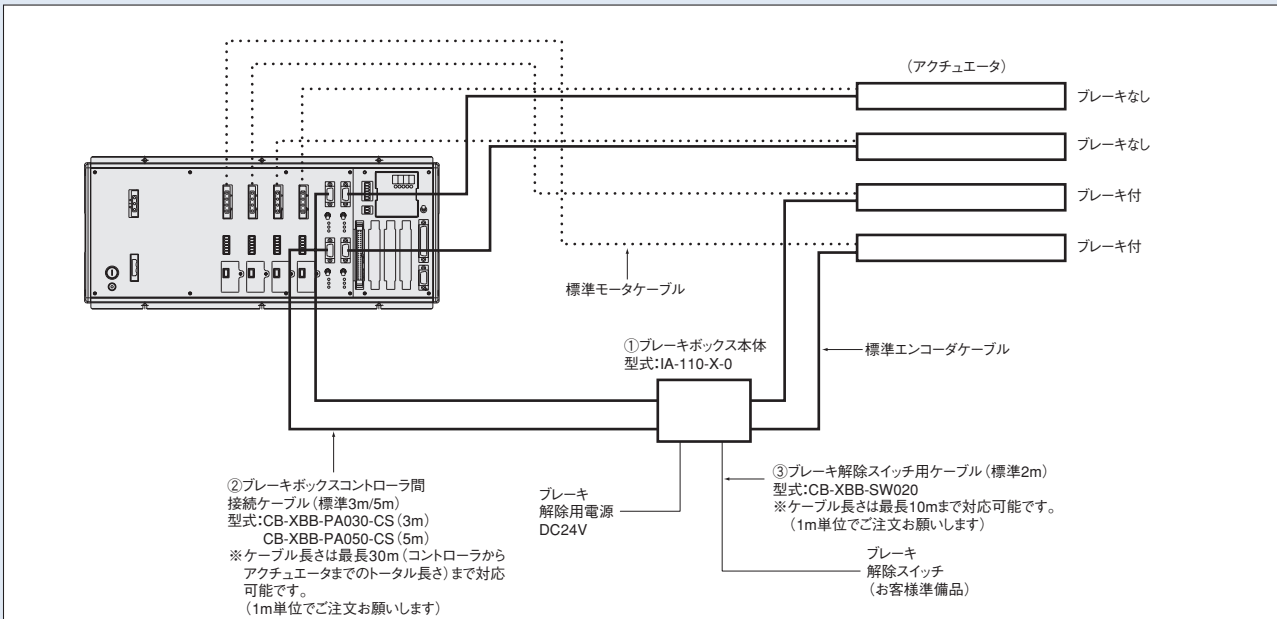 (アクチュエータ)
ブレーキなし
ブレーキなし
ブレーキ付
ブレーキ付
標準モータケーブル
①ブレーキボックス本体
型式:IA-110-X-0
標準エンコーダケーブル
②ブレーキボックスコントローラ間
接続ケーブル(標準3m/5m)
型式:CB-XBB-PA030-CS(3m)
CB-XBB-PA050-CS(5m)
※ケーブル長さは最長30m(コントローラから
アクチュエータまでのトータル長さ)まで対応
可能です。
(1m単位でご注文お願いします)
ブレーキ
解除用電源
DC24V
③ブレーキ解除スイッチ用ケーブル(標準2m)
型式:CB-XBB-SW020
※ケーブル長さは最長10mまで対応可能です。
(1m単位でご注文お願いします)
ブレーキ
解除スイッチ
(お客様準備品)